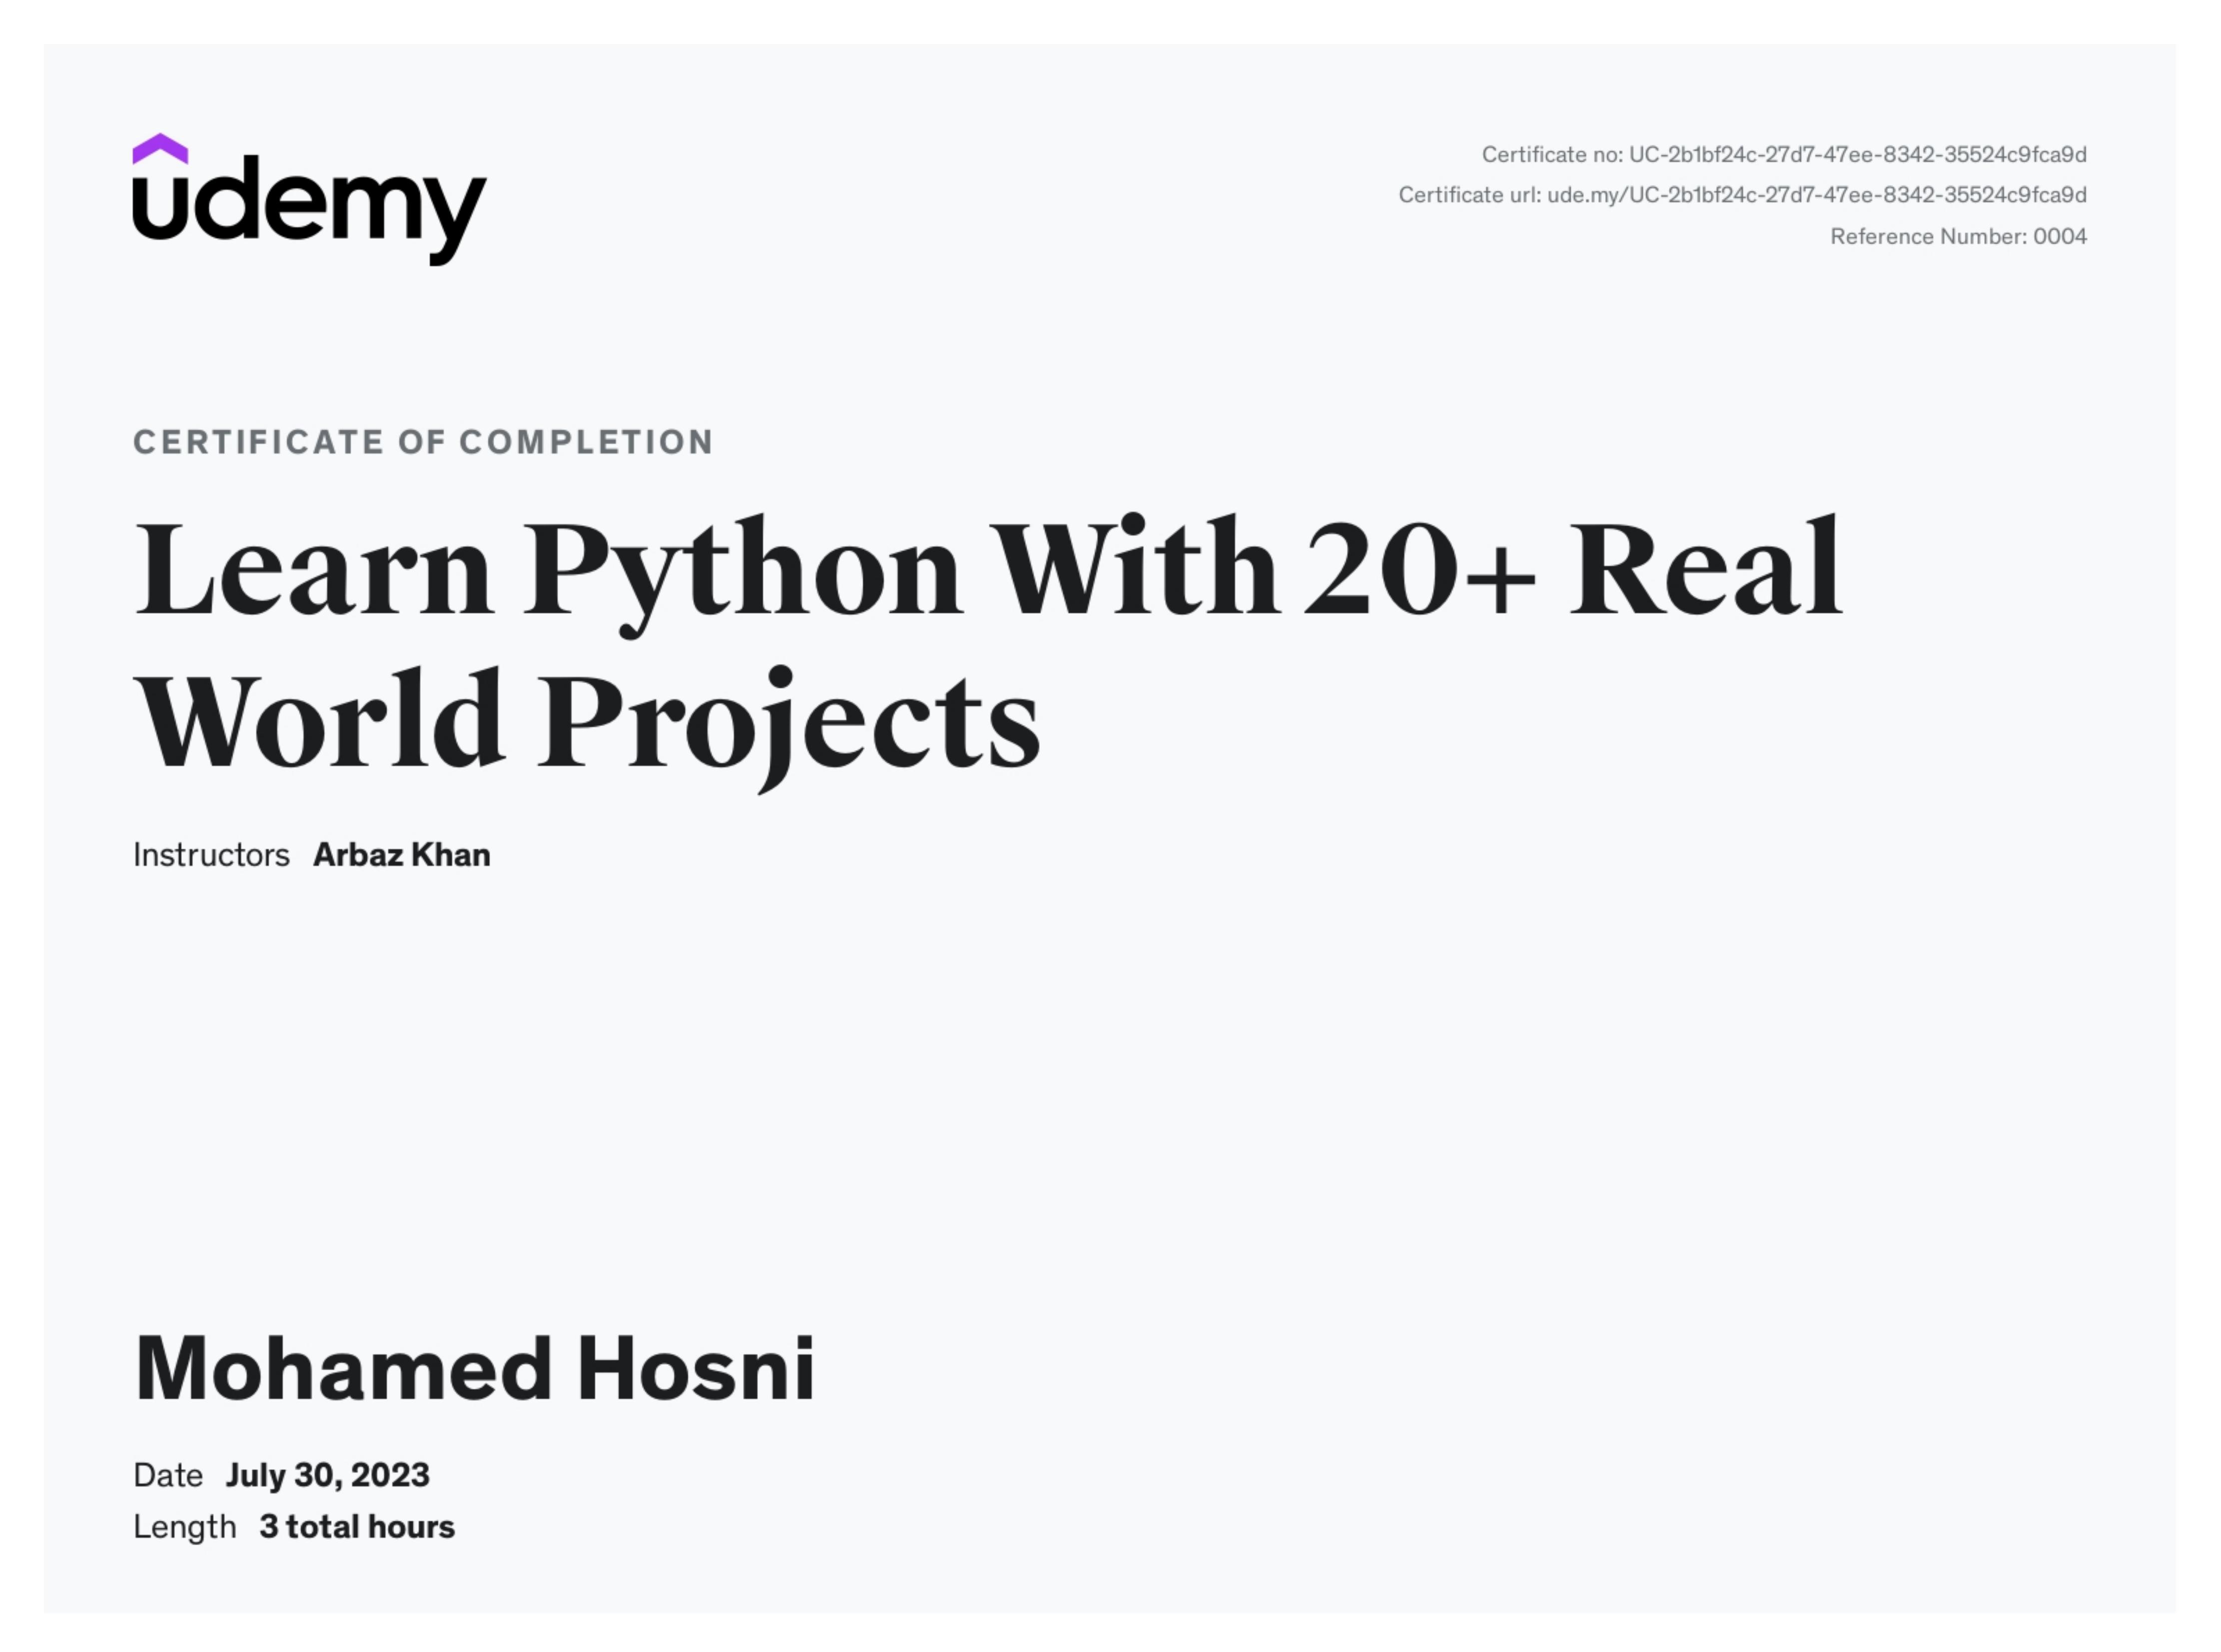 udemy
Certificate no: UC-2b1bf24c-27d7-47ee-8342-35524c9fca9d
Certificate url: ude.my/UC-2b1bf24c-27d7-47ee-8342-35524c9fca9d
Reference Number: 0004
CERTIFICATE OF COMPLETION
Learn Python With 20+ Real
World Projects
Instructors Arbaz Khan
Mohamed Hosni
Date July 30, 2023
Length 3 total hours